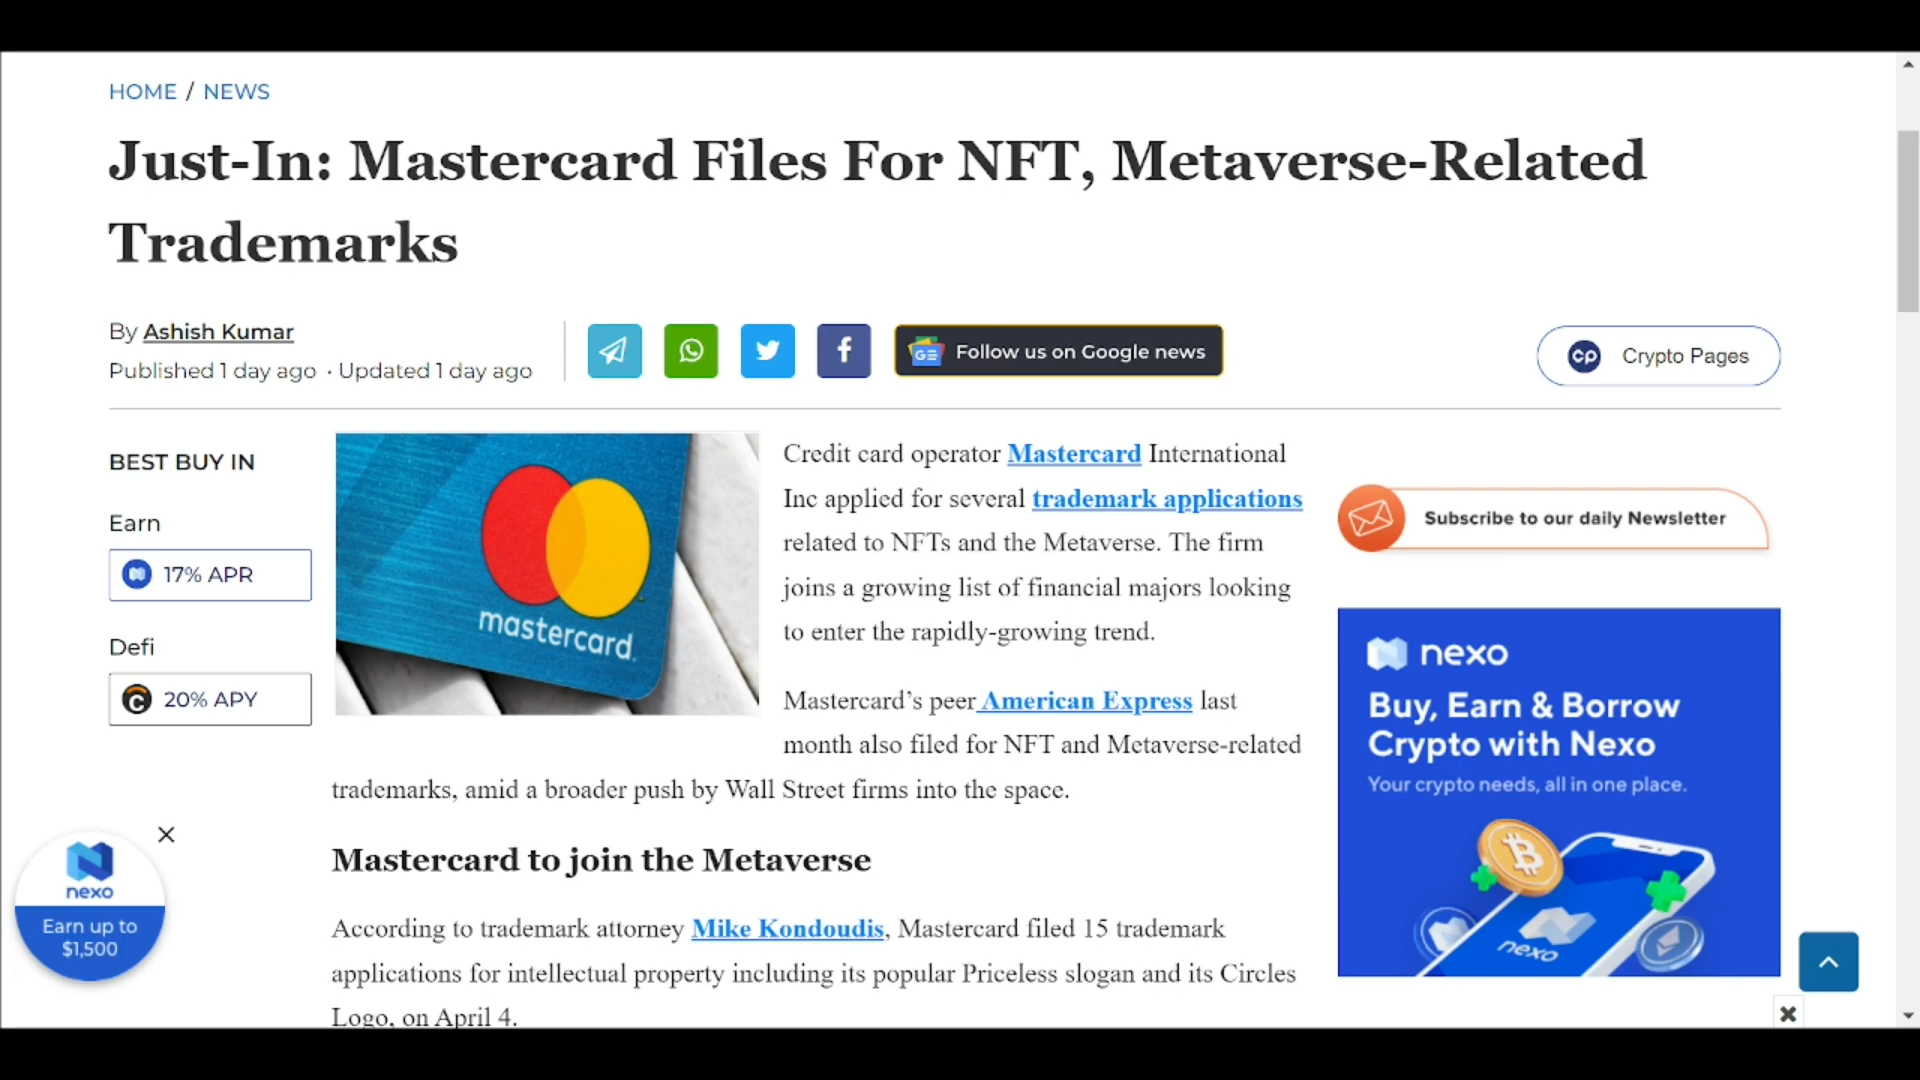 HOME / NEWS
Just-In: Mastercard Files For NFT, Metaverse-Related
Trademarks
By Ashish Kumar
Published 1 day ago · Updated 1 day ago
GE
Follow us on Google news
cp
Crypto Pages
BEST BUY IN
Earn
17% APR
Defi
C
20% APY
mastercard.
Credit card operator Mastercard International
Inc applied for several trademark applications
related to NFTs and the Metaverse. The firm
joins a growing list of financial majors looking
to enter the rapidly-growing trend.
Mastercard’s peer American Express last
month also filed for NFT and Metaverse-related
trademarks, amid a broader push by Wall Street firms into the space.
Mastercard to join the Metaverse
According to trademark attorney Mike Kondoudis, Mastercard filed 15 trademark
applications for intellectual property including its popular Priceless slogan and its Circles
Logo, on April 4.
Subscribe to our daily Newsletter
nexo
Buy, Earn & Borrow
Crypto with Nexo
Your crypto needs, all in one place.
nexo
nexo
Earn up to
$1,500